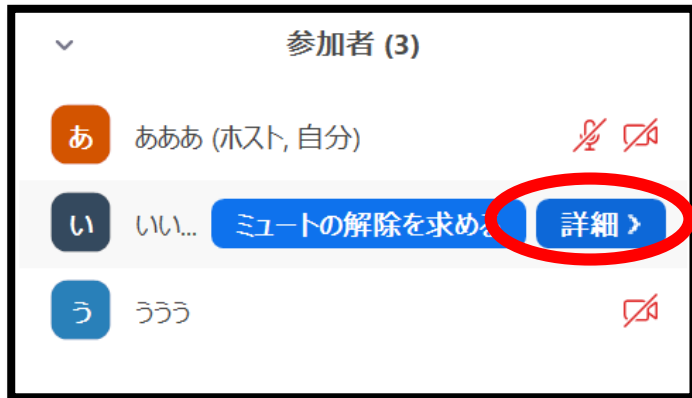 参加者 (3)
あ あああ (ホスト, 自分)
い いい... ミュートの解除を求める 詳細 >
う ううう